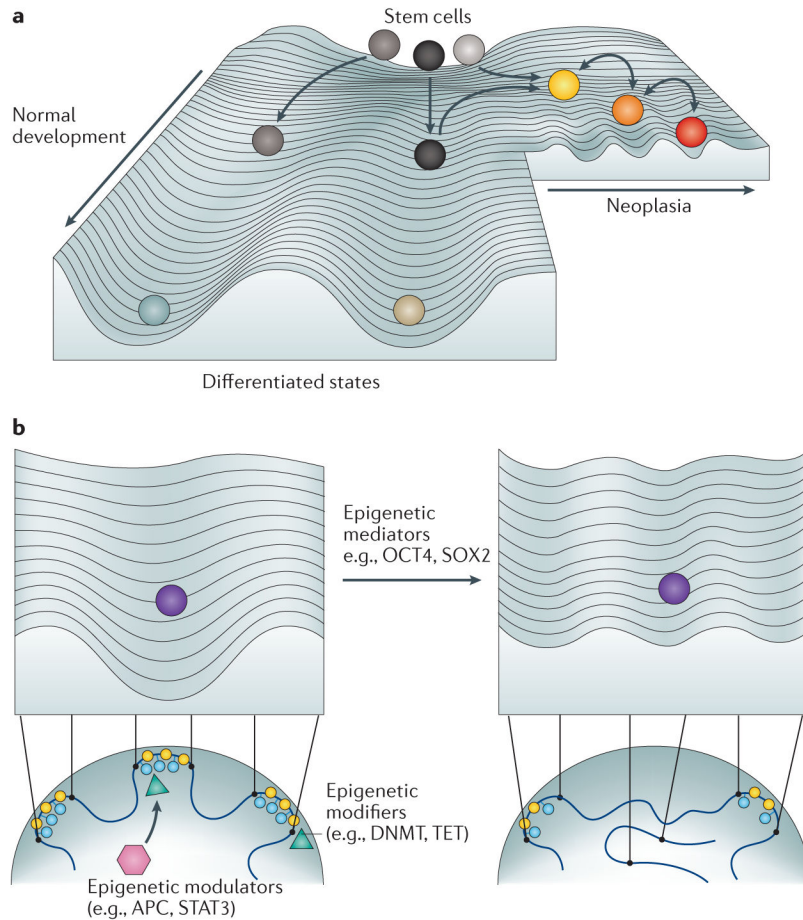 a
Stem cells
Normal
development
Neoplasia
Differentiated states
b
Epigenetic
mediators
e.g., OCT4, SOX2
Epigenetic
modifiers
(e.g., DNMT, TET)
Epigenetic modulators
(e.g., APC, STAT3)